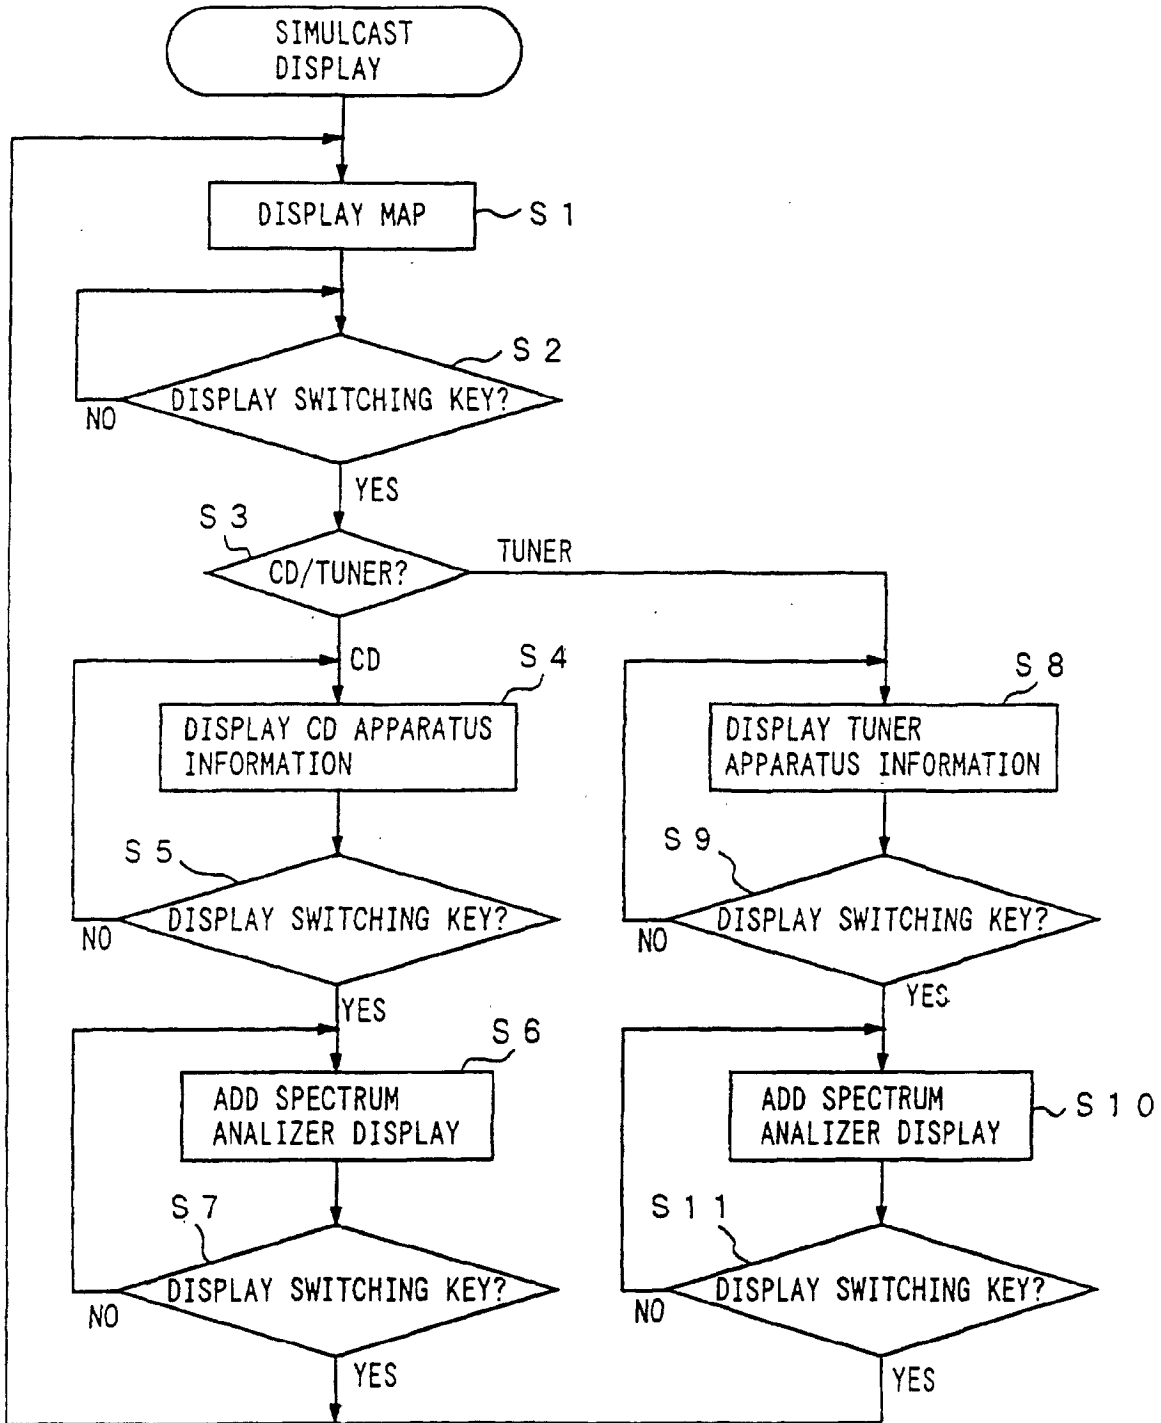 SIMULCAST
DISPLAY
DISPLAY MAP
S 1
S 2
DISPLAY SWITCHING KEY?
NO
YES
S 3
CD/TUNER?
TUNER
CD
S 4
DISPLAY CD APPARATUS
INFORMATION
S 8
DISPLAY TUNER
APPARATUS INFORMATION
S 5
DISPLAY SWITCHING KEY?
NO
YES
S 9
DISPLAY SWITCHING KEY?
NO
YES
S 6
ADD SPECTRUM
ANALIZER DISPLAY
ADD SPECTRUM
ANALIZER DISPLAY
S 1 0
S 7
DISPLAY SWITCHING KEY?
NO
YES
S 1 1
DISPLAY SWITCHING KEY?
NO
YES